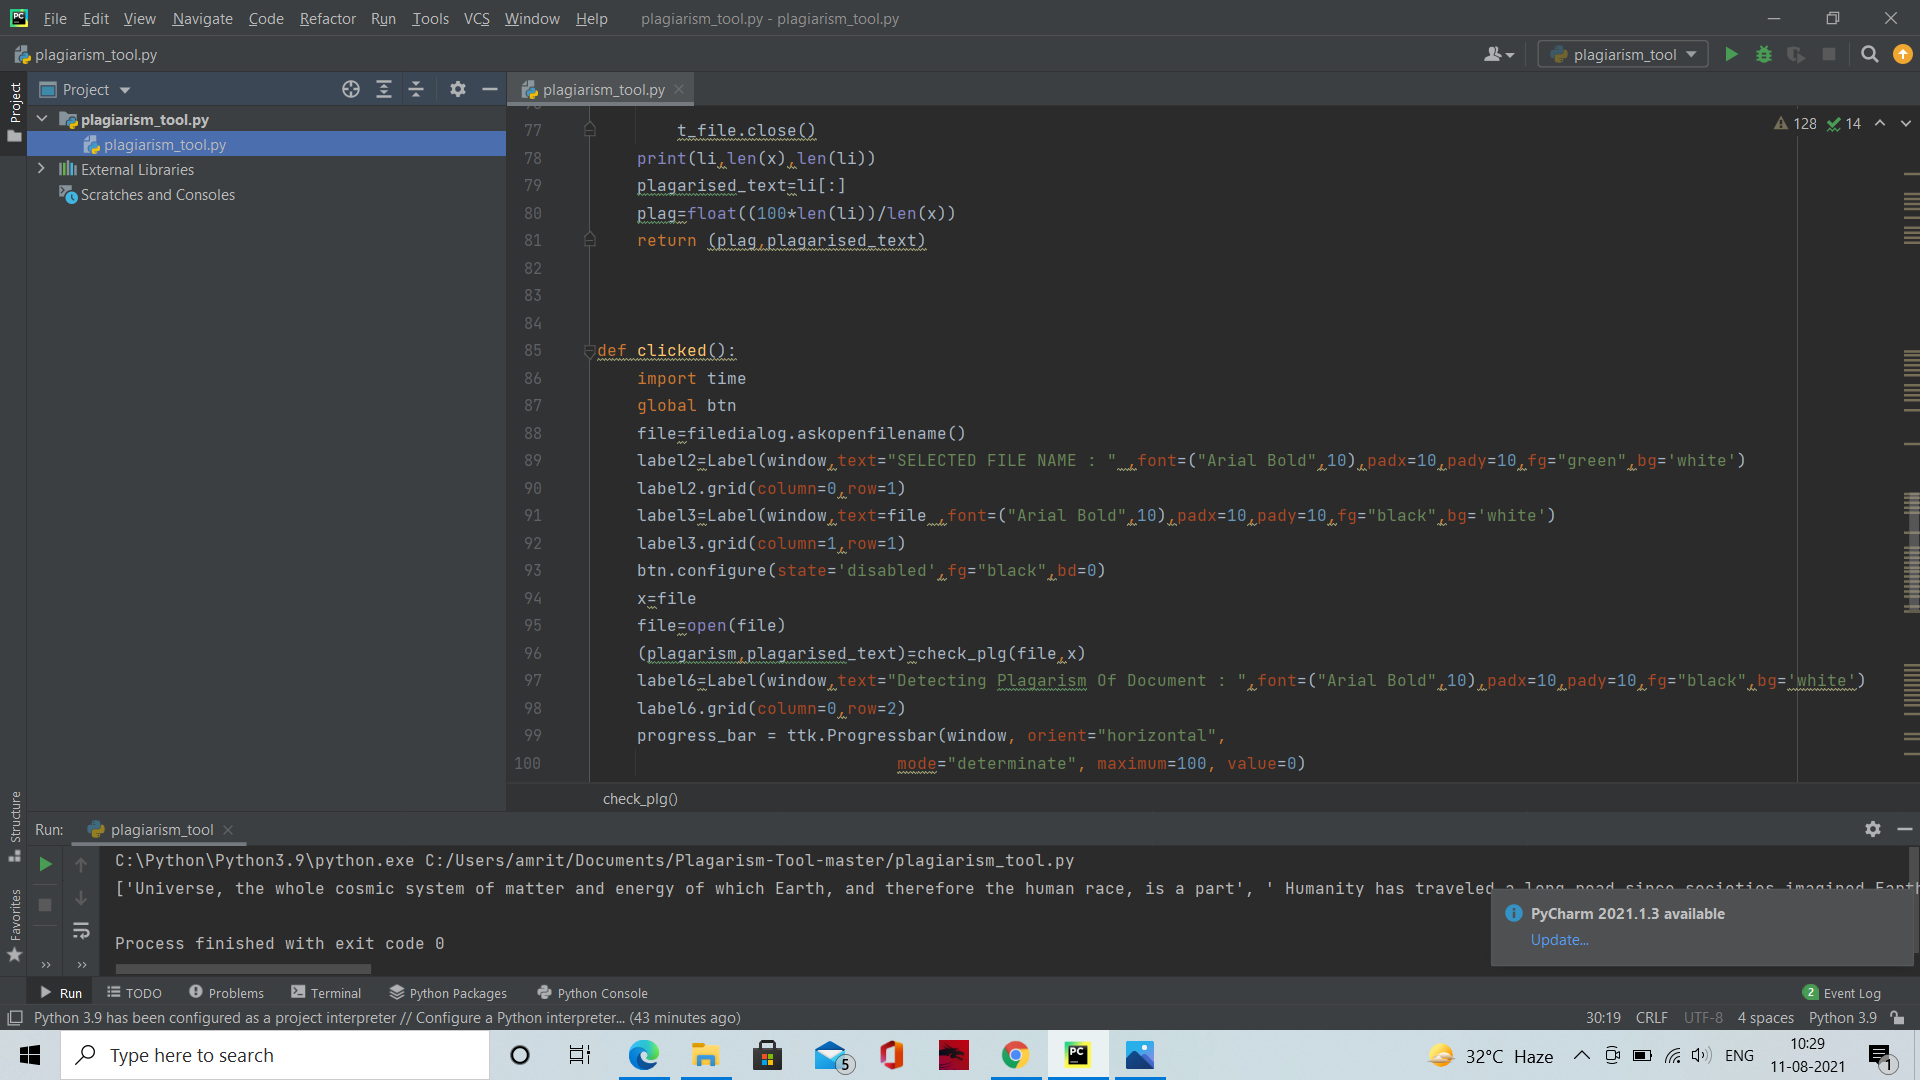 File Edit View Navigate Code Refactor Run Tools VCS Window Help plagiarism_tool.py - plagiarism_tool.py
plagiarism_tool.py
plagiarism_tool
Project
Project
plagiarism_tool.py
plagiarism_tool.py
plagiarism_tool.py
External Libraries
Scratches and Consoles
128 14
77 t_file.close()
78 print(li,len(x),len(li))
79 plagarised_text=li[:]
80 plag=float((100*len(li))/len(x))
81 return (plag,plagarised_text)
82
83
84
85 def clicked():
86 import time
87 global btn
88 file=filedialog.askopenfilename()
89 label2=Label(window,text="SELECTED FILE NAME : " ,font=("Arial Bold",10),padx=10,pady=10,fg="green",bg='white')
90 label2.grid(column=0,row=1)
91 label3=Label(window,text=file ,font=("Arial Bold",10),padx=10,pady=10,fg="black",bg='white')
92 label3.grid(column=1,row=1)
93 btn.configure(state='disabled',fg="black",bd=0)
94 x=file
95 file=open(file)
96 (plagarism,plagarised_text)=check_plg(file,x)
97 label6=Label(window,text="Detecting Plagarism Of Document : ",font=("Arial Bold",10),padx=10,pady=10,fg="black",bg='white')
98 label6.grid(column=0,row=2)
99 progress_bar = ttk.Progressbar(window, orient="horizontal",
100 mode="determinate", maximum=100, value=0)
check_plg()
Structure
Favorites
Run: plagiarism_tool
C:\Python\Python3.9\python.exe C:/Users/amrit/Documents/Plagarism-Tool-master/plagiarism_tool.py
['Universe, the whole cosmic system of matter and energy of which Earth, and therefore the human race, is a part', ' Humanity has traveled a long road since societies imagined Earth
Process finished with exit code 0
PyCharm 2021.1.3 available
Update...
Run TODO Problems Terminal Python Packages Python Console 2 Event Log
Python 3.9 has been configured as a project interpreter // Configure a Python interpreter... (43 minutes ago) 30:19 CRLF UTF-8 4 spaces Python 3.9
Type here to search
5
PC
32°C Haze ENG
10:29
11-08-2021
1